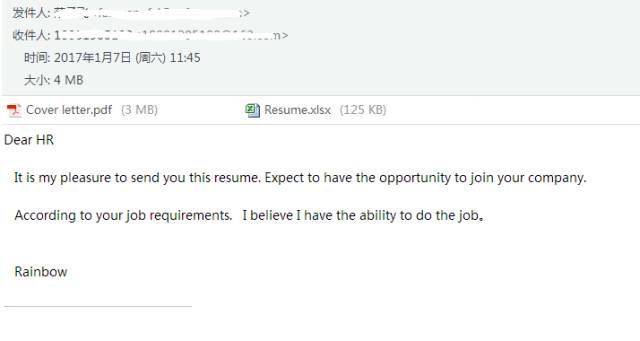 发件人:
收件人:
时间: 2017年1月7日 (周六) 11:45
大小: 4 MB
Cover letter.pdf (3 MB) Resume.xlsx (125 KB)
Dear HR
It is my pleasure to send you this resume. Expect to have the opportunity to join your company.
According to your job requirements. I believe I have the ability to do the job。
Rainbow